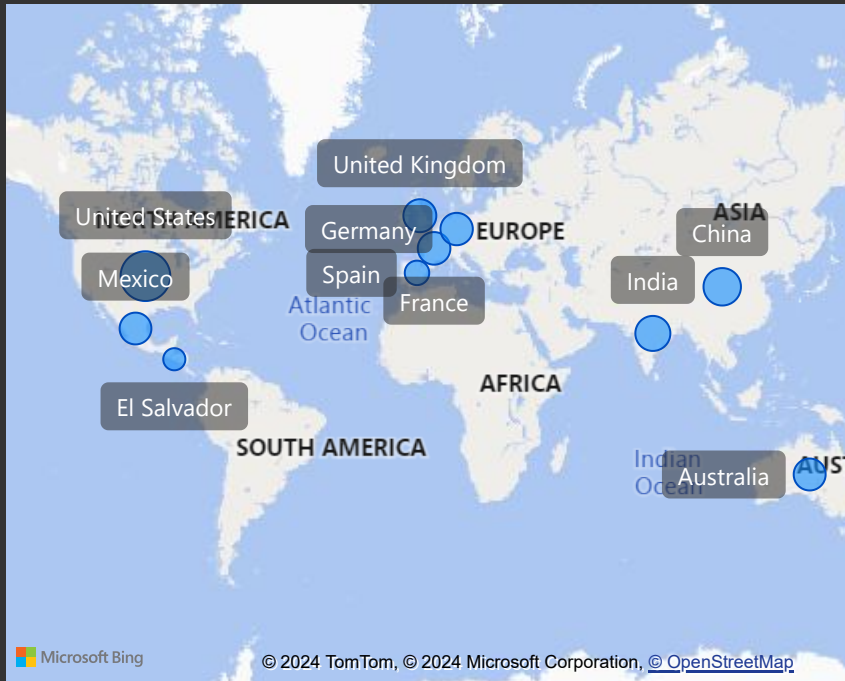 United Kingdom
United States
NORTH AMERICA
ASIA
Germany
EUROPE
China
Spain
Mexico
India
France
Atlantic
Ocean
AFRICA
El Salvador
SOUTH AMERICA
Indian
Ocean
Australia
AUST
Microsoft Bing
© 2024 TomTom, © 2024 Microsoft Corporation, © OpenStreetMap